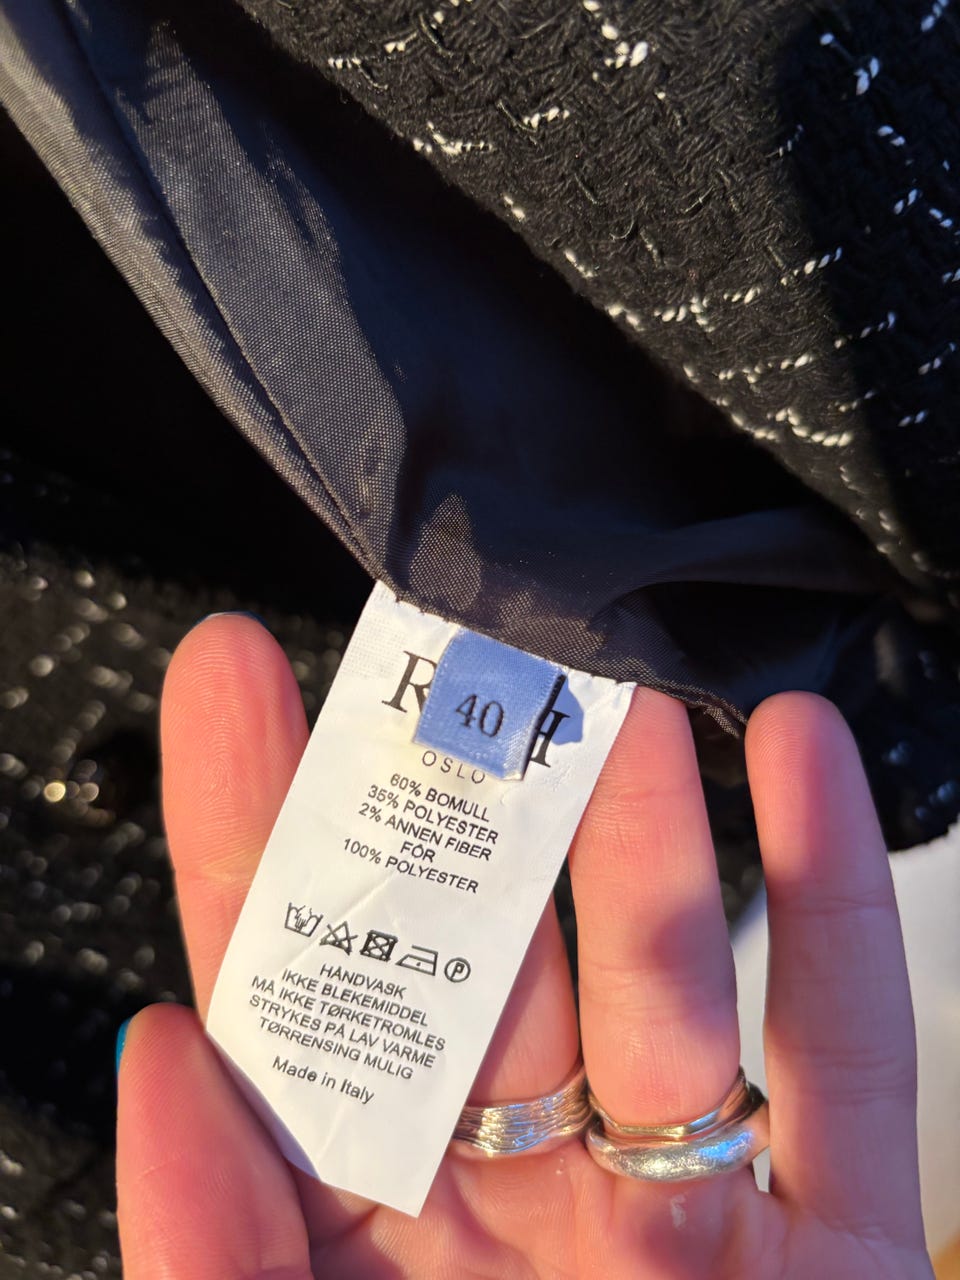 40
OSLO
60% BOMULL
35% POLYESTER
2% ANNEN FIBER
FÓR
100% POLYESTER
P
HÅNDVASK
IKKE BLEKEMIDDEL
MÅ IKKE TØRKETROMLES
STRYKES PÅ LAV VARME
TØRRENSING MULIG
Made in Italy